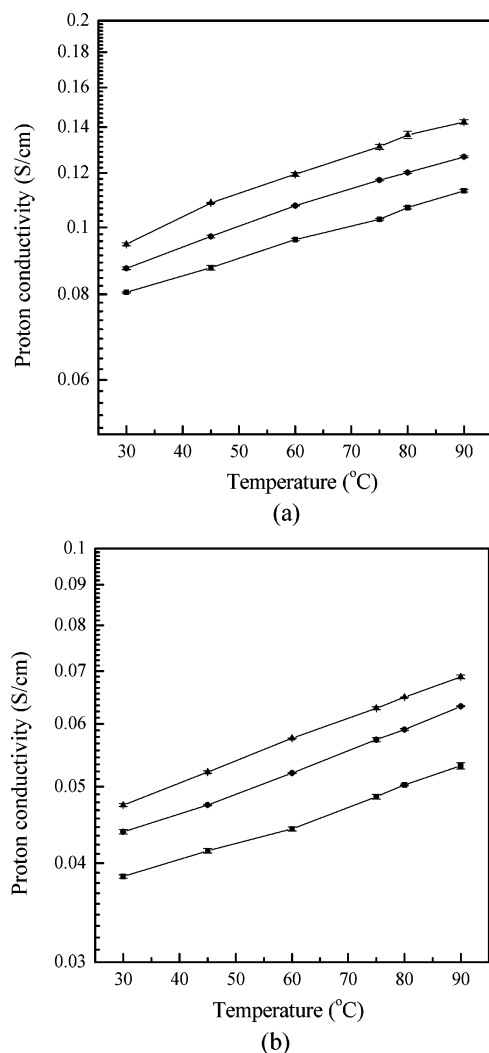 0.2
0.18
0.16
0.14
0.12
0.1
0.08
0.06
Proton conductivity (S/cm)
30 40 50 60 70 80 90
Temperature (°C)
(a)
0.1
0.09
0.08
0.07
0.06
0.05
0.04
0.03
Proton conductivity (S/cm)
30 40 50 60 70 80 90
Temperature (°C)
(b)